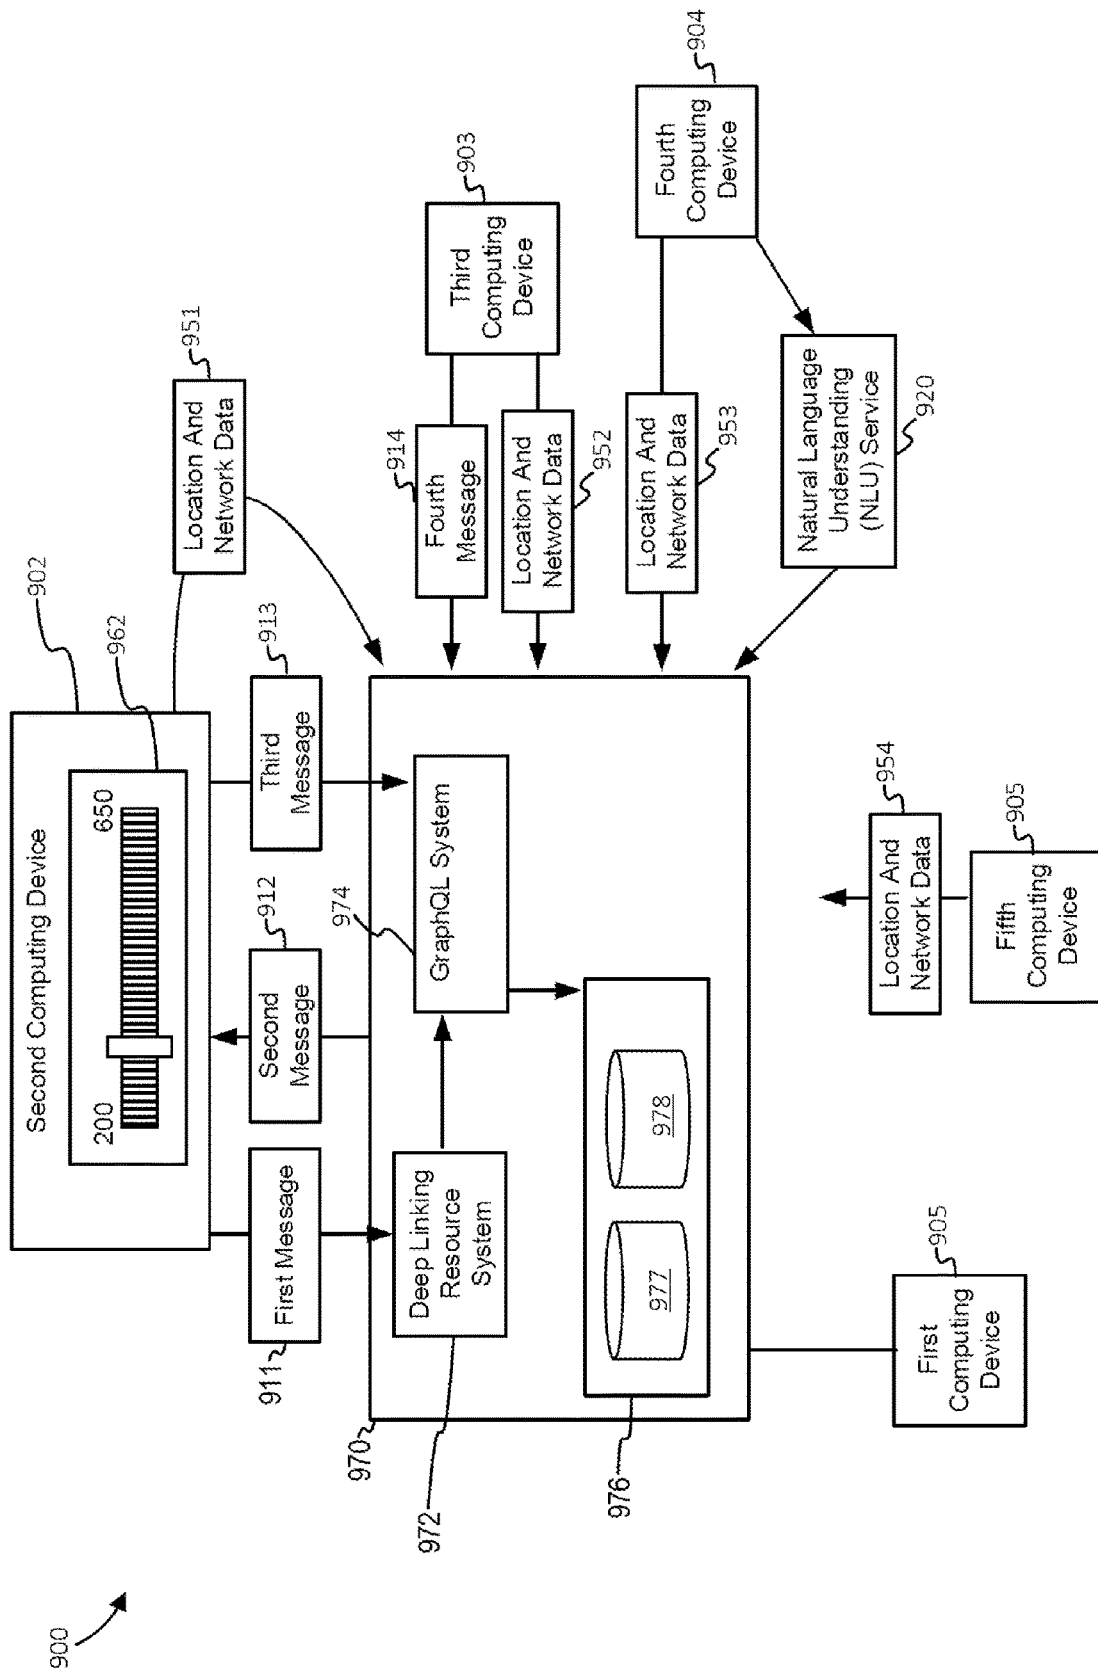 900
Second Computing Device
200
650
902
962
951
Location And
Network Data
911
First Message
912
Second
Message
913
Third
Message
970
972
Deep Linking
Resource
System
974
GraphQL System
976
977
978
914
Fourth
Message
903
Third
Computing
Device
Location And
Network Data
952
904
Fourth
Computing
Device
Location And
Network Data
953
Natural Language
Understanding
(NLU) Service
920
905
First
Computing
Device
954
Location And
Network Data
905
Fifth
Computing
Device